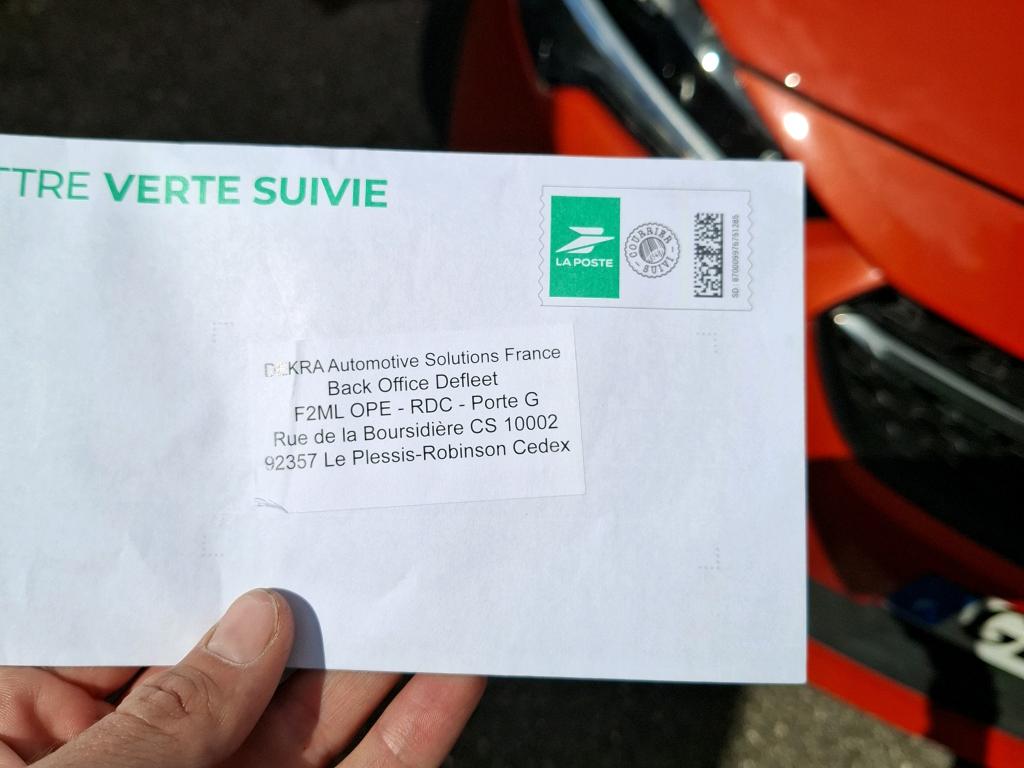 TTRE VERTE SUIVIE
LA POSTE
COURRIER SUIVI
DEKRA Automotive Solutions France
Back Office Defleet
F2ML OPE - RDC - Porte G
Rue de la Boursidière CS 10002
92357 Le Plessis-Robinson Cedex